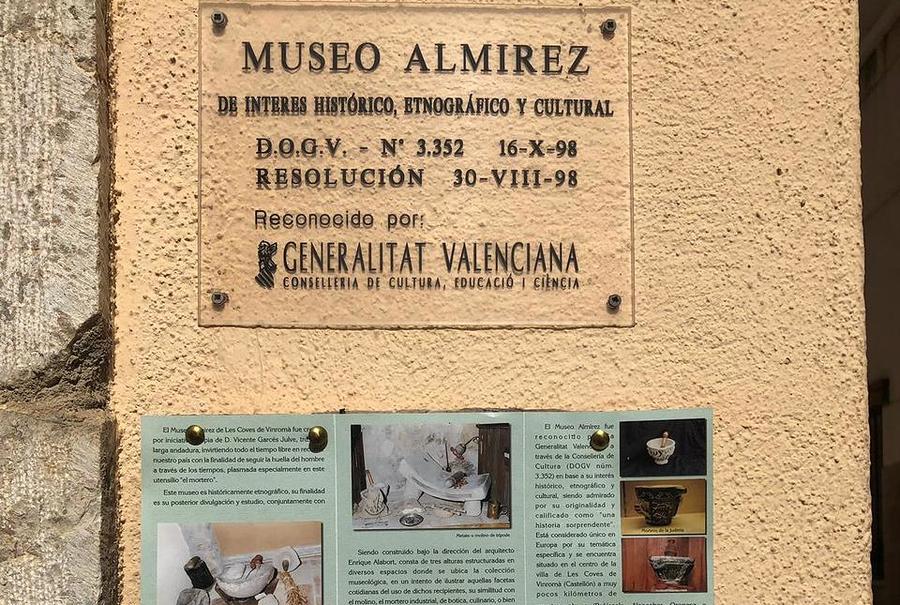 MUSEO ALMIREZ
DE INTERES HISTÓRICO, ETNOGRÁFICO Y CULTURAL
D.O.G.V. - Nº 3.352 16-X-98
RESOLUCIÓN 30-VIII-98
Reconocido por:
GENERALITAT VALENCIANA
CONSELLERIA DE CULTURA, EDUCACIÓ I CIÈNCIA
El Museo de Les Coves de Vinromà fue
por iniciativa de D. Vicente Garcés Julve,
larga andadura, invirtiendo todo el tiempo libre en
nuestro país con la finalidad de seguir la huella del hombre
a través de los tiempos, plasmada especialmente en este
utensilio "el mortero".
Este museo es históricamente etnográfico, su finalidad
es su posterior divulgación y estudio, conjuntamente con
Metate o molino de trípode
Siendo construido bajo la dirección del arquitecto
Enrique Alabort, consta de tres alturas estructuradas en
diversos espacios donde se ubica la colección
museológica, en un intento de ilustrar aquellas facetas
cotidianas del uso de dichos recipientes, su similitud con
el molino, el mortero industrial, de botica, culinario, o bien
El Museo Almirez fue
reconocido
Generalitat
través de la Conselleria de
Cultura (DOGV núm.
3.352) en base a su interés
histórico, etnográfico y
cultural, siendo admirado
por su originalidad y
calificado como "una
historia sorprendente".
Está considerado único en
Europa por su temática
específica y se encuentra
situado en el centro de la
villa de Les Coves de
Vinromà (Castellón) a muy
pocos kilómetros de
Mortero de la Judería